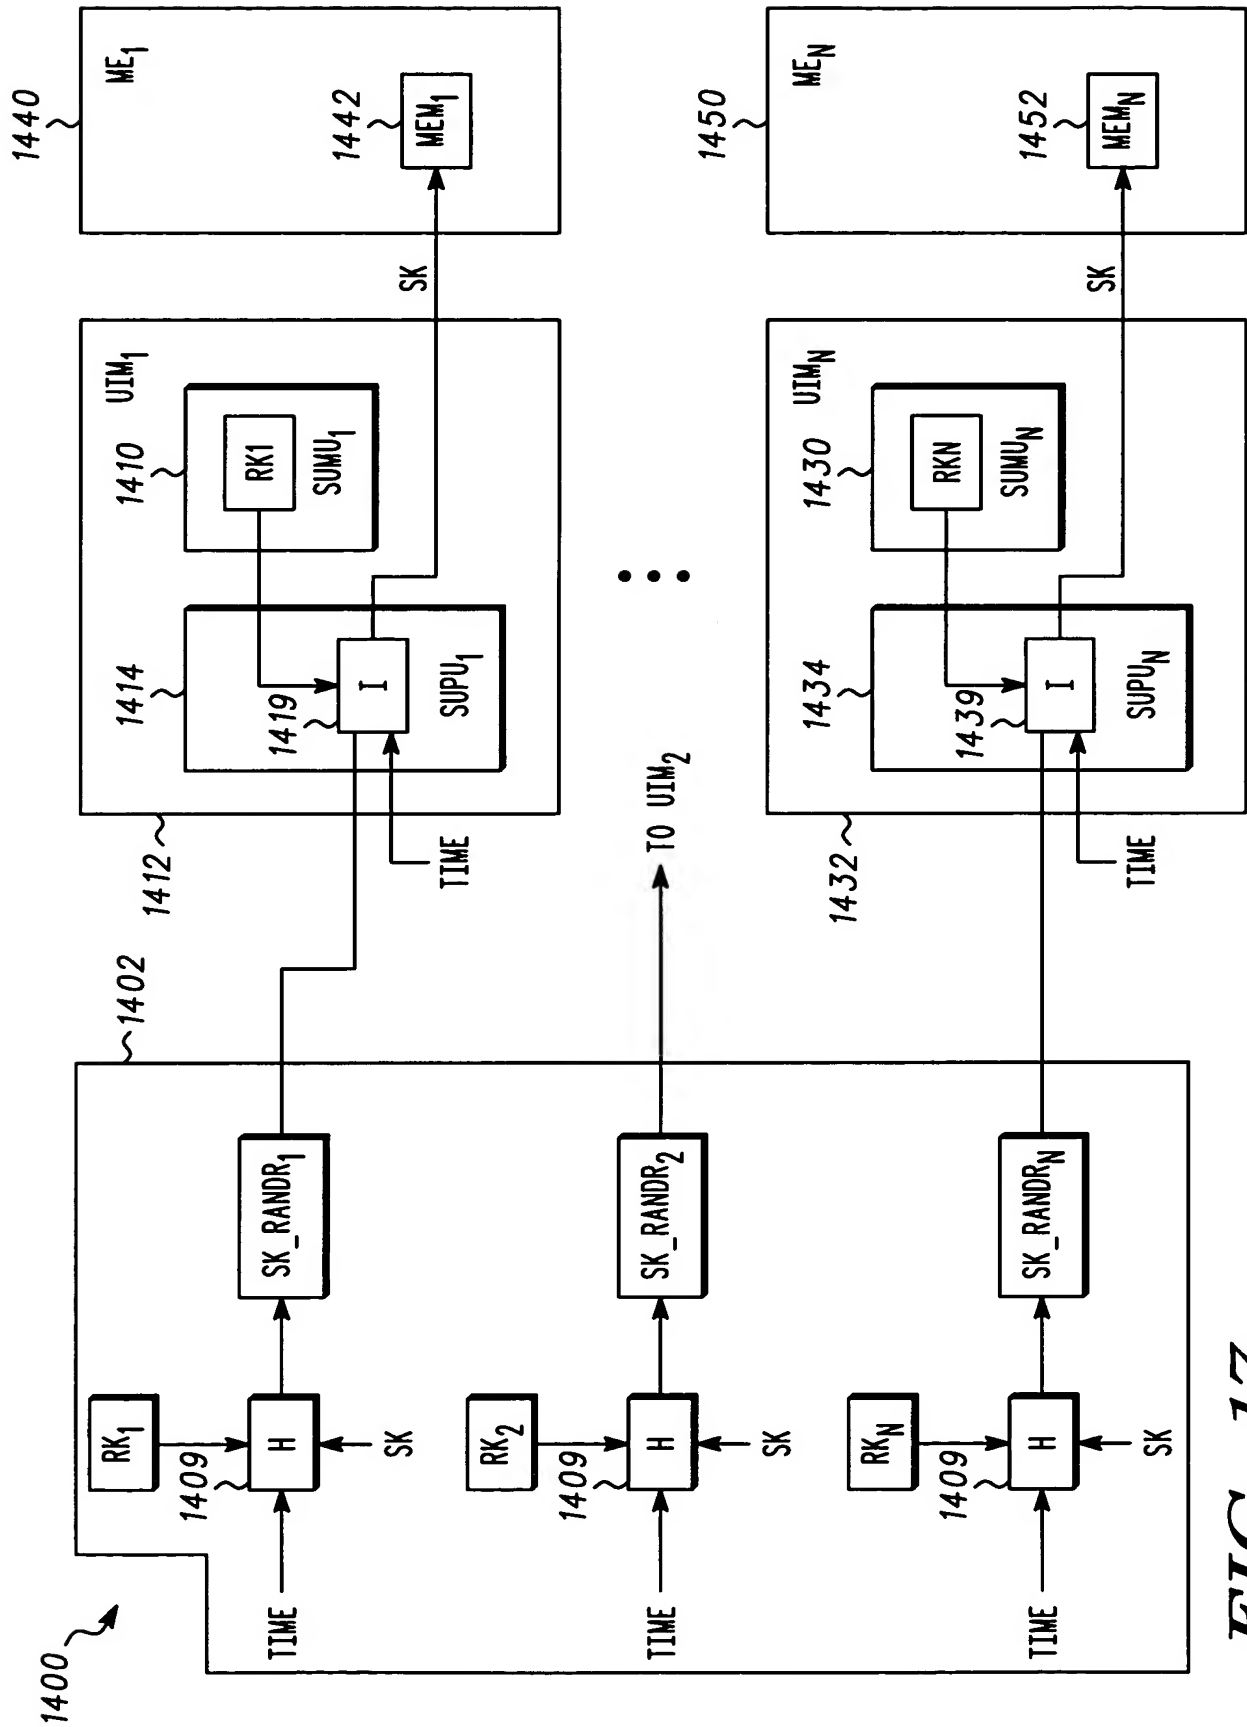 1400
1402
RK₁
1409
TIME
H
SK
SK_RANDR₁
RK₂
1409
TIME
H
SK
SK_RANDR₂
TO UIM₂
RKN
1409
TIME
H
SK
SK_RANDRN
1412
UIM₁
1414
1410
RK1
SUMU₁
1419
I
SUPU₁
TIME
SK
1440
ME₁
1442
MEM₁
1432
UIMN
1434
1430
RKN
SUMUN
1439
I
SUPUN
TIME
SK
1450
MEN
1452
MEMN
FIG